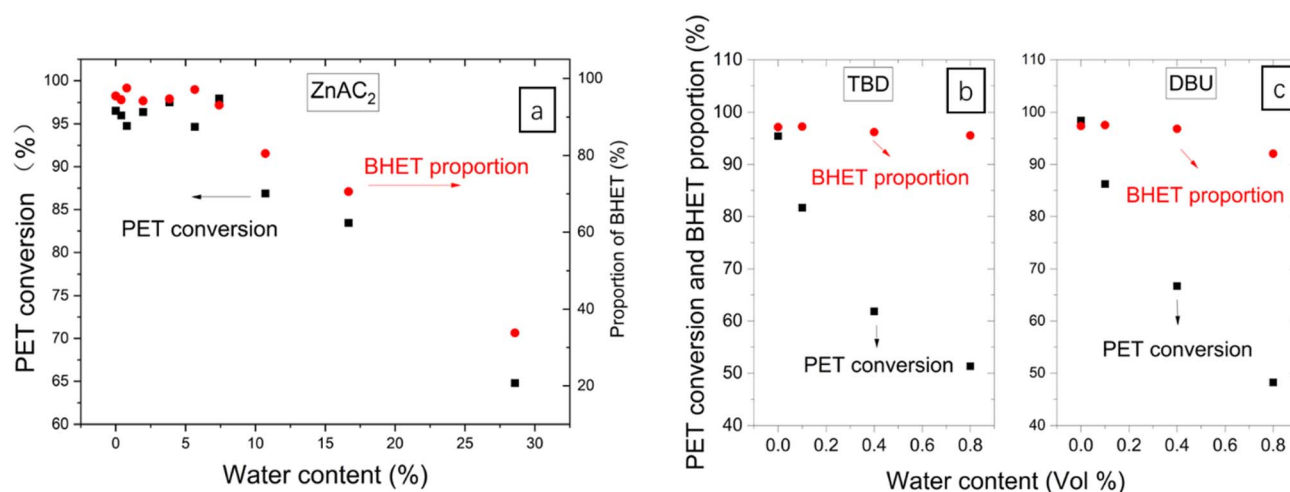 PET conversion (%)
100
95
90
85
80
75
70
65
60
ZnAC2
a
BHET proportion
PET conversion
100
80
60
40
20
Proportion of BHET (%)
0
5
10
15
20
25
30
Water content (%)
PET conversion and BHET proportion (%)
110
100
90
80
70
60
50
40
TBD
b
BHET proportion
PET conversion
0.0
0.2
0.4
0.6
0.8
110
100
90
80
70
60
50
40
DBU
c
BHET proportion
PET conversion
0.0
0.2
0.4
0.6
0.8
Water content (Vol %)